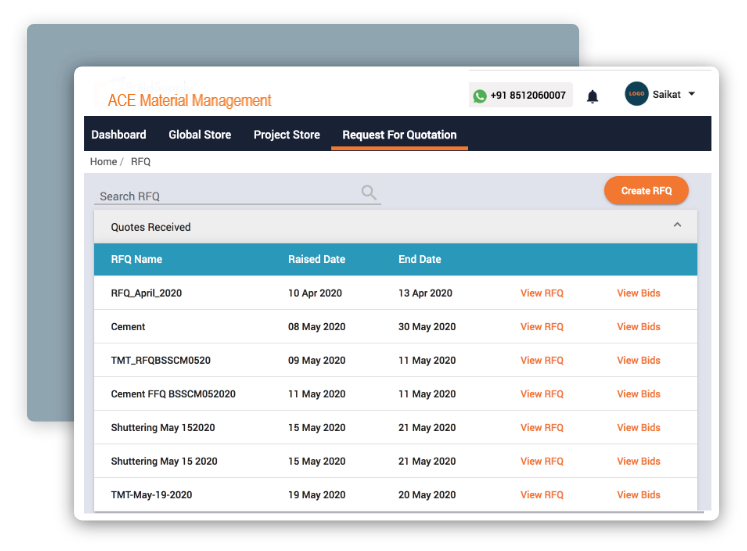 ACE Material Management
+91 8512060007
LOGO
Saikat
Dashboard Global Store Project Store Request For Quotation
Home / RFQ
Search RFQ
Create RFQ
Quotes Received
RFQ Name Raised Date End Date
RFQ_April_2020 10 Apr 2020 13 Apr 2020 View RFQ View Bids
Cement 08 May 2020 30 May 2020 View RFQ View Bids
TMT_RFQBSSCM0520 09 May 2020 11 May 2020 View RFQ View Bids
Cement FFQ BSSCM052020 11 May 2020 11 May 2020 View RFQ View Bids
Shuttering May 152020 15 May 2020 21 May 2020 View RFQ View Bids
Shuttering May 15 2020 15 May 2020 21 May 2020 View RFQ View Bids
TMT-May-19-2020 19 May 2020 20 May 2020 View RFQ View Bids